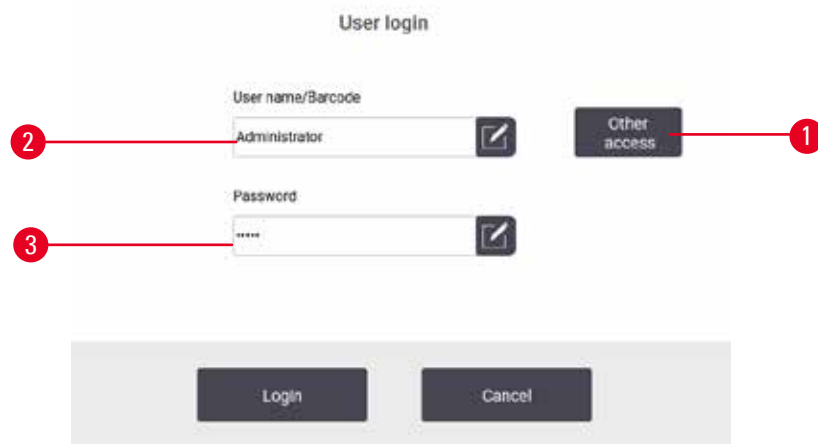 User login
User name/Barcode
2
Administrator
Other
access
1
Password
3
•••••
Login
Cancel